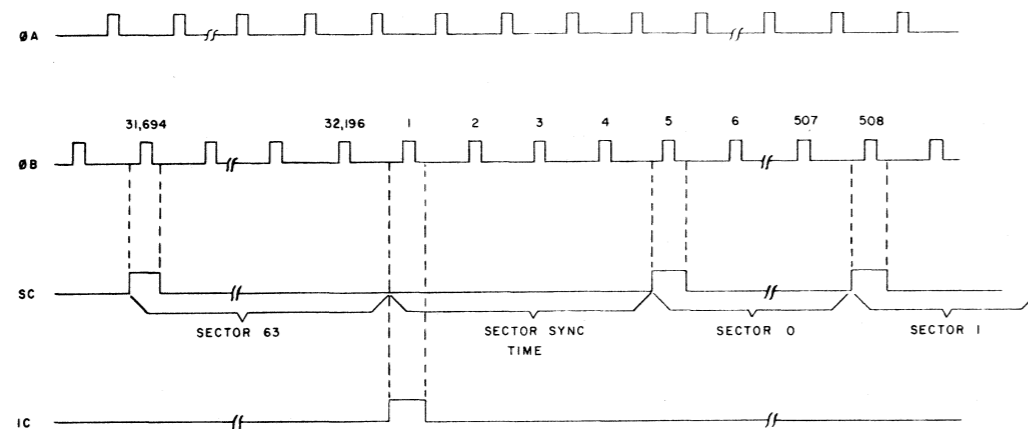 ØA
31,694 32,196 1 2 3 4 5 6 507 508
ØB
SC
SECTOR 63 SECTOR SYNC SECTOR 0 SECTOR 1
TIME
IC